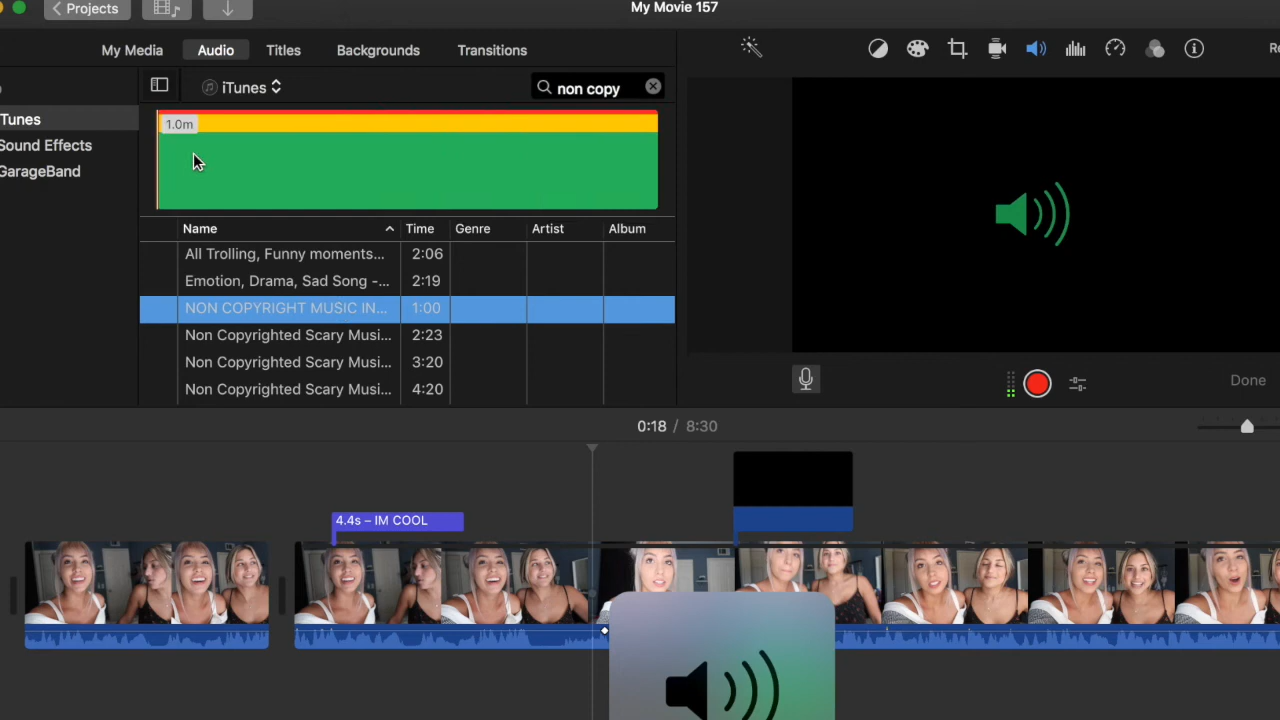 Projects
My Movie 157
My Media Audio Titles Backgrounds Transitions
iTunes
non copy
Tunes
Sound Effects
GarageBand
1.0m
Name Time Genre Artist Album
All Trolling, Funny moments... 2:06
Emotion, Drama, Sad Song -... 2:19
NON COPYRIGHT MUSIC IN... 1:00
Non Copyrighted Scary Musi... 2:23
Non Copyrighted Scary Musi... 3:20
Non Copyrighted Scary Musi... 4:20
Re
Done
0:18 / 8:30
4.4s – IM COOL